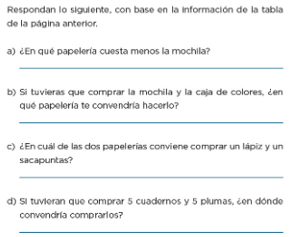 Respondan lo siguiente, con base en la información de la tabla
de la página anterior.
a) ¿En qué papelería cuesta menos la mochila?
b) Si tuvieras que comprar la mochila y la caja de colores, ¿en
qué papelería te convendría hacerlo?
c) ¿En cuál de las dos papelerías conviene comprar un lápiz y un
sacapuntas?
d) Si tuvieran que comprar 5 cuadernos y 5 plumas, ¿en dónde
convendría comprarlos?